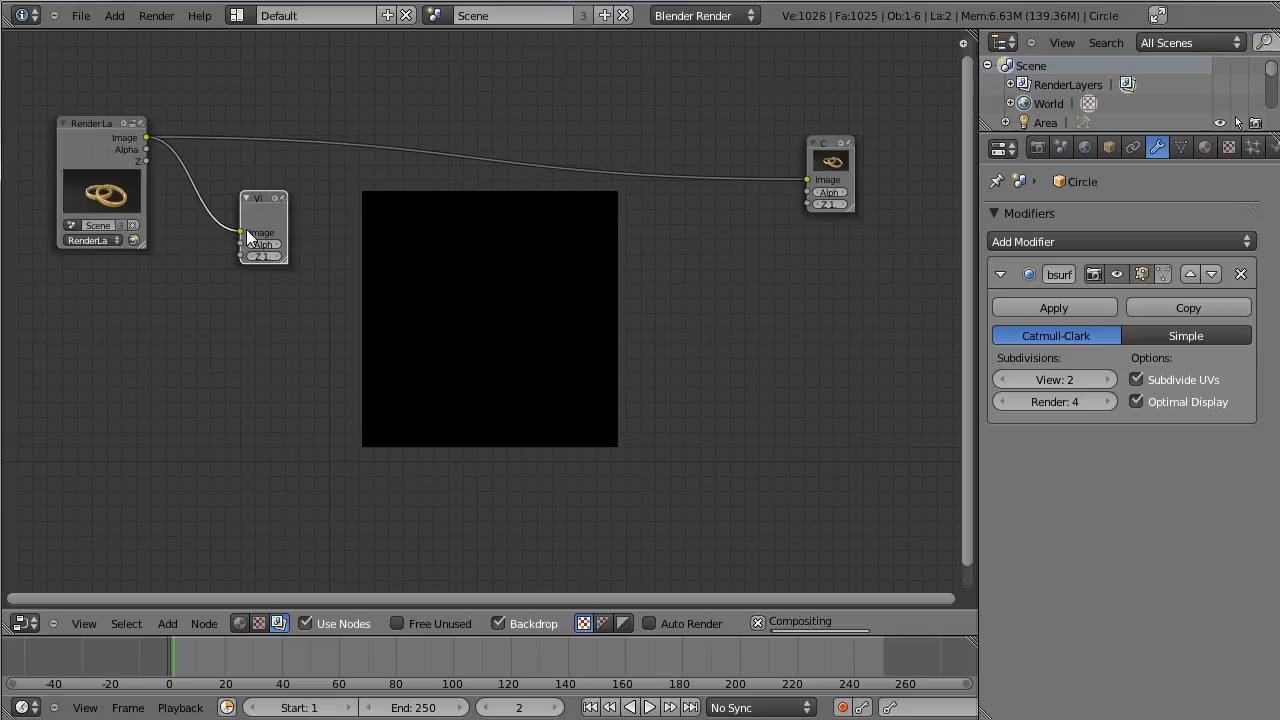 File Add Render Help Default Scene 3 Blender Render Ve:1028 | Fa:1025 | Ob:1-6 | La:2 | Mem:6.63M (139.36M) | Circle
View Search All Scenes
Scene
RenderLayers |
World |
Area |
Circle
Modifiers
Add Modifier
bsurf
Apply Copy
Catmull-Clark Simple
Subdivisions: Options:
View: 2 Subdivide UVs
Render: 4 Optimal Display
RenderLa
Image
Alpha
Z
Scene 3
RenderLa
Vi
Image
Alph
Z 1.
C
Image
Alph
Z 1.
View Select Add Node Use Nodes Free Unused Backdrop Auto Render Compositing
-40 -20 0 20 40 60 80 100 120 140 160 180 200 220 240 260
View Frame Playback Start: 1 End: 250 2 No Sync